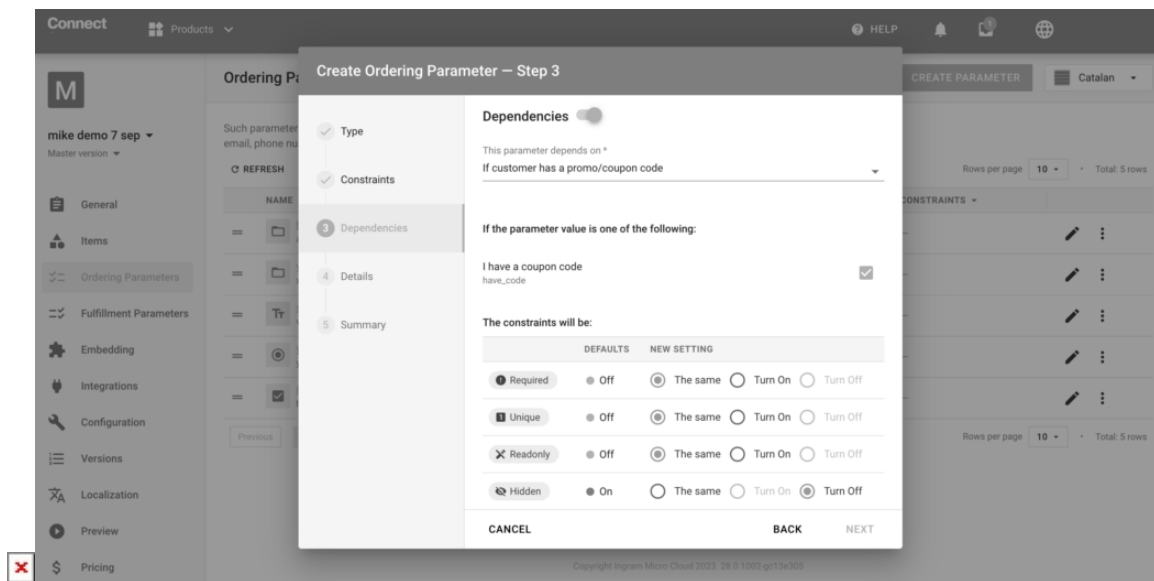 Connect
Products
HELP
1
M
mike demo 7 sep
Master version
General
Items
Ordering Parameters
Fulfillment Parameters
Embedding
Integrations
Configuration
Versions
Localization
Preview
Pricing
Ordering Pa
CREATE PARAMETER
Catalan
Such parameter
email, phone nu
REFRESH
Rows per page 10 Total: 5 rows
NAME
CONSTRAINTS
Previous
Rows per page 10 Total: 5 rows
Create Ordering Parameter — Step 3
Type
Constraints
3 Dependencies
4 Details
5 Summary
Dependencies
This parameter depends on *
If customer has a promo/coupon code
If the parameter value is one of the following:
I have a coupon code
have_code
The constraints will be:
DEFAULTS NEW SETTING
Required Off The same Turn On Turn Off
Unique Off The same Turn On Turn Off
Readonly Off The same Turn On Turn Off
Hidden On The same Turn On Turn Off
CANCEL BACK NEXT
Copyright Ingram Micro Cloud 2023